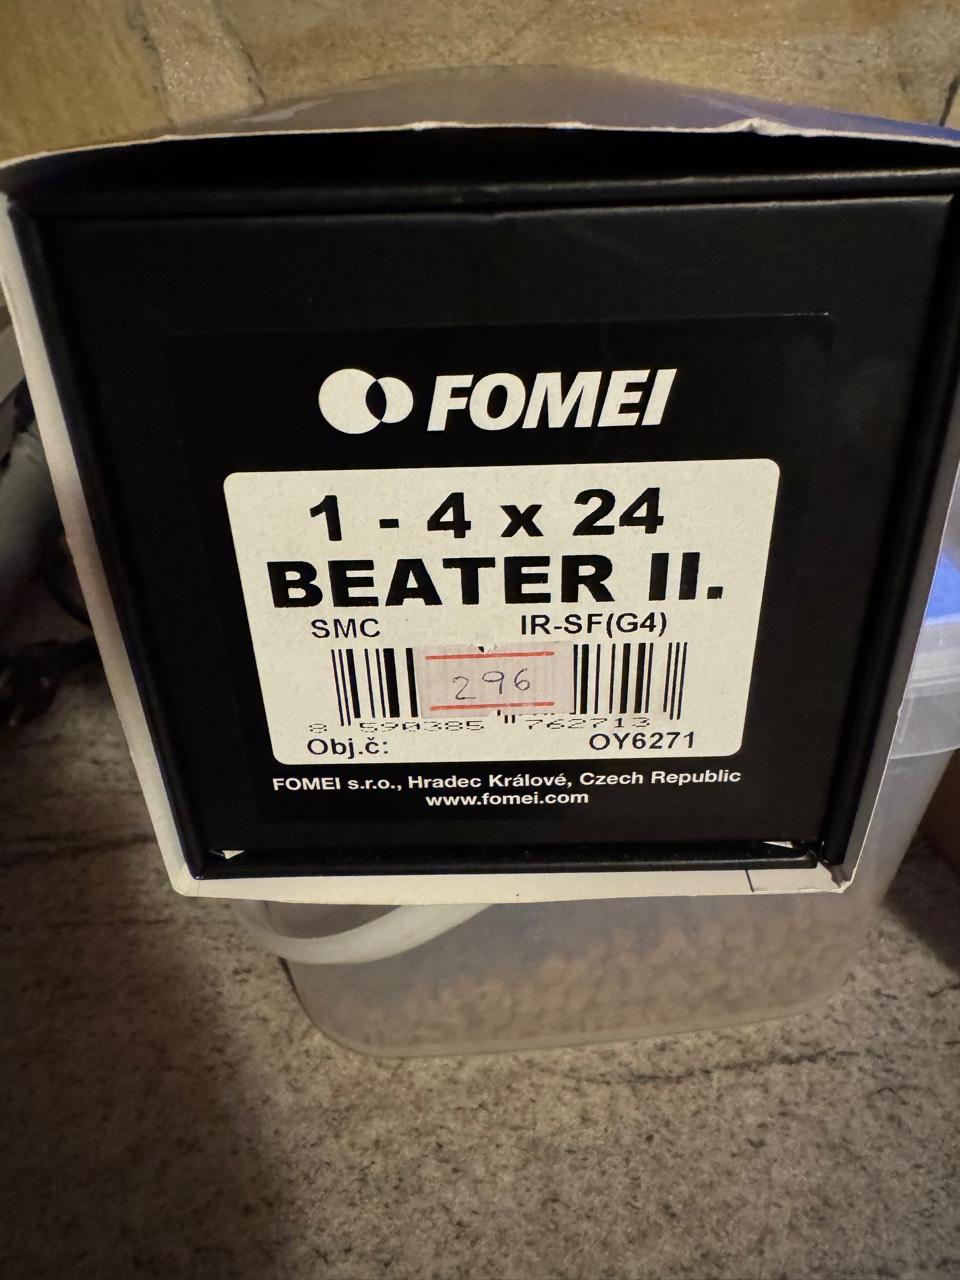 FOMEI
1 - 4 x 24
BEATER II.
SMC IR-SF(G4)
296
8 590385 762713
Obj.č: OY6271
FOMEI s.r.o., Hradec Králové, Czech Republic
www.fomei.com